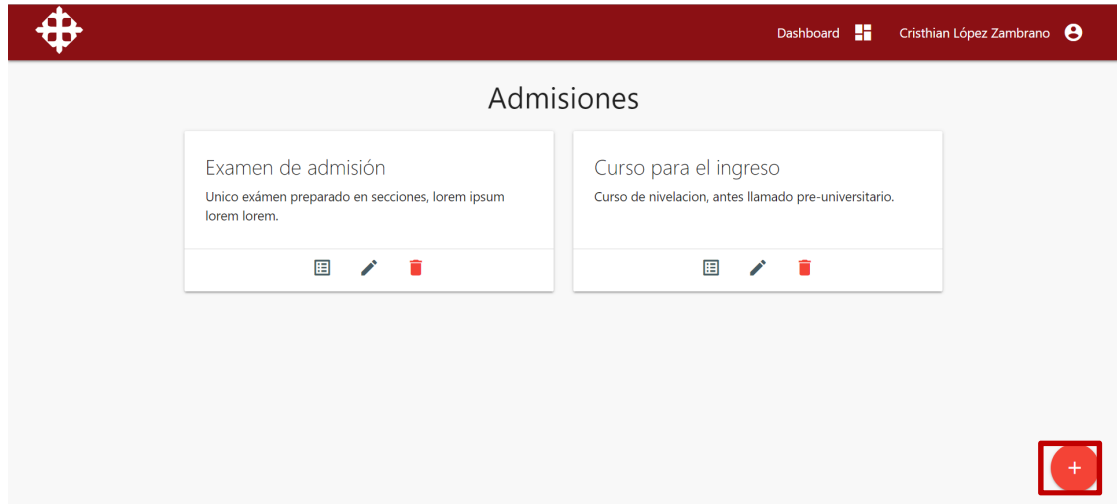 Dashboard Cristhian López Zambrano
Admisiones
Examen de admisión
Unico exámen preparado en secciones, lorem ipsum
lorem lorem.
Curso para el ingreso
Curso de nivelacion, antes llamado pre-universitario.
+